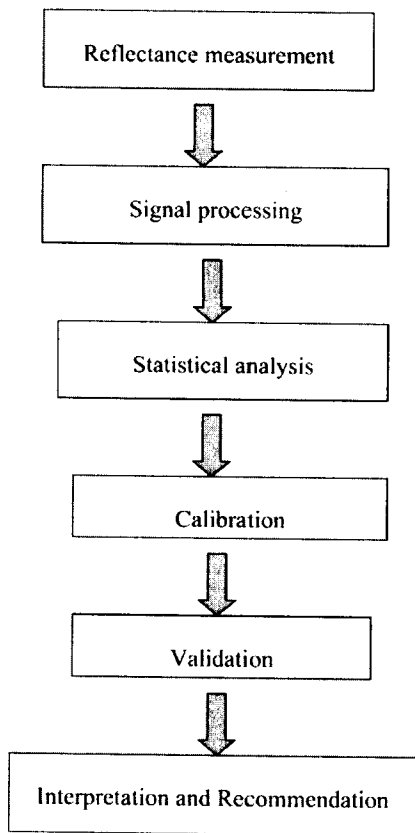 Reflectance measurement
Signal processing
Statistical analysis
Calibration
Validation
Interpretation and Recommendation